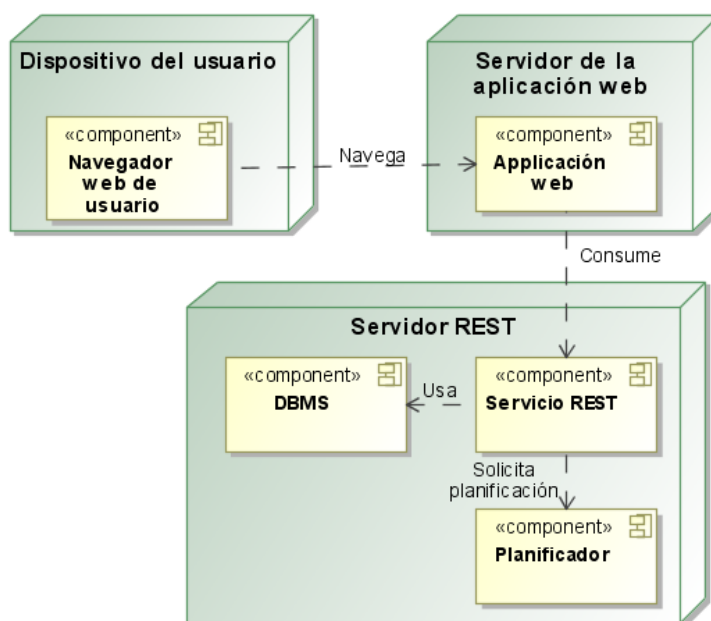 Dispositivo del usuario
«component»
Navegador
web de
usuario
Navega
Servidor de la
aplicación web
«component»
Applicación
web
Consume
Servidor REST
«component»
DBMS
Usa
«component»
Servicio REST
Solicita
planificación
«component»
Planificador